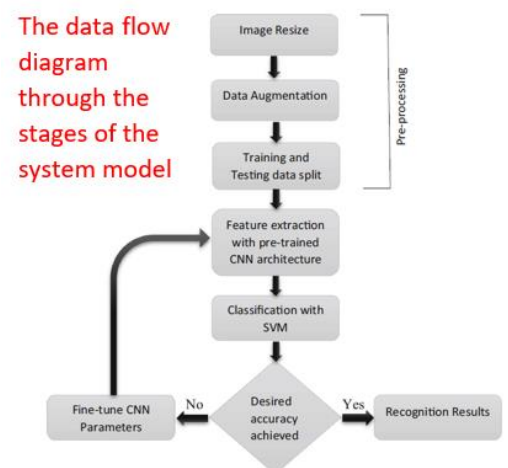 The data flow
diagram
through the
stages of the
system model
Image Resize
Data Augmentation
Training and
Testing data split
Pre-processing
Feature extraction
with pre-trained
CNN architecture
Classification with
SVM
Desired
accuracy
achieved
No
Yes
Fine-tune CNN
Parameters
Recognition Results